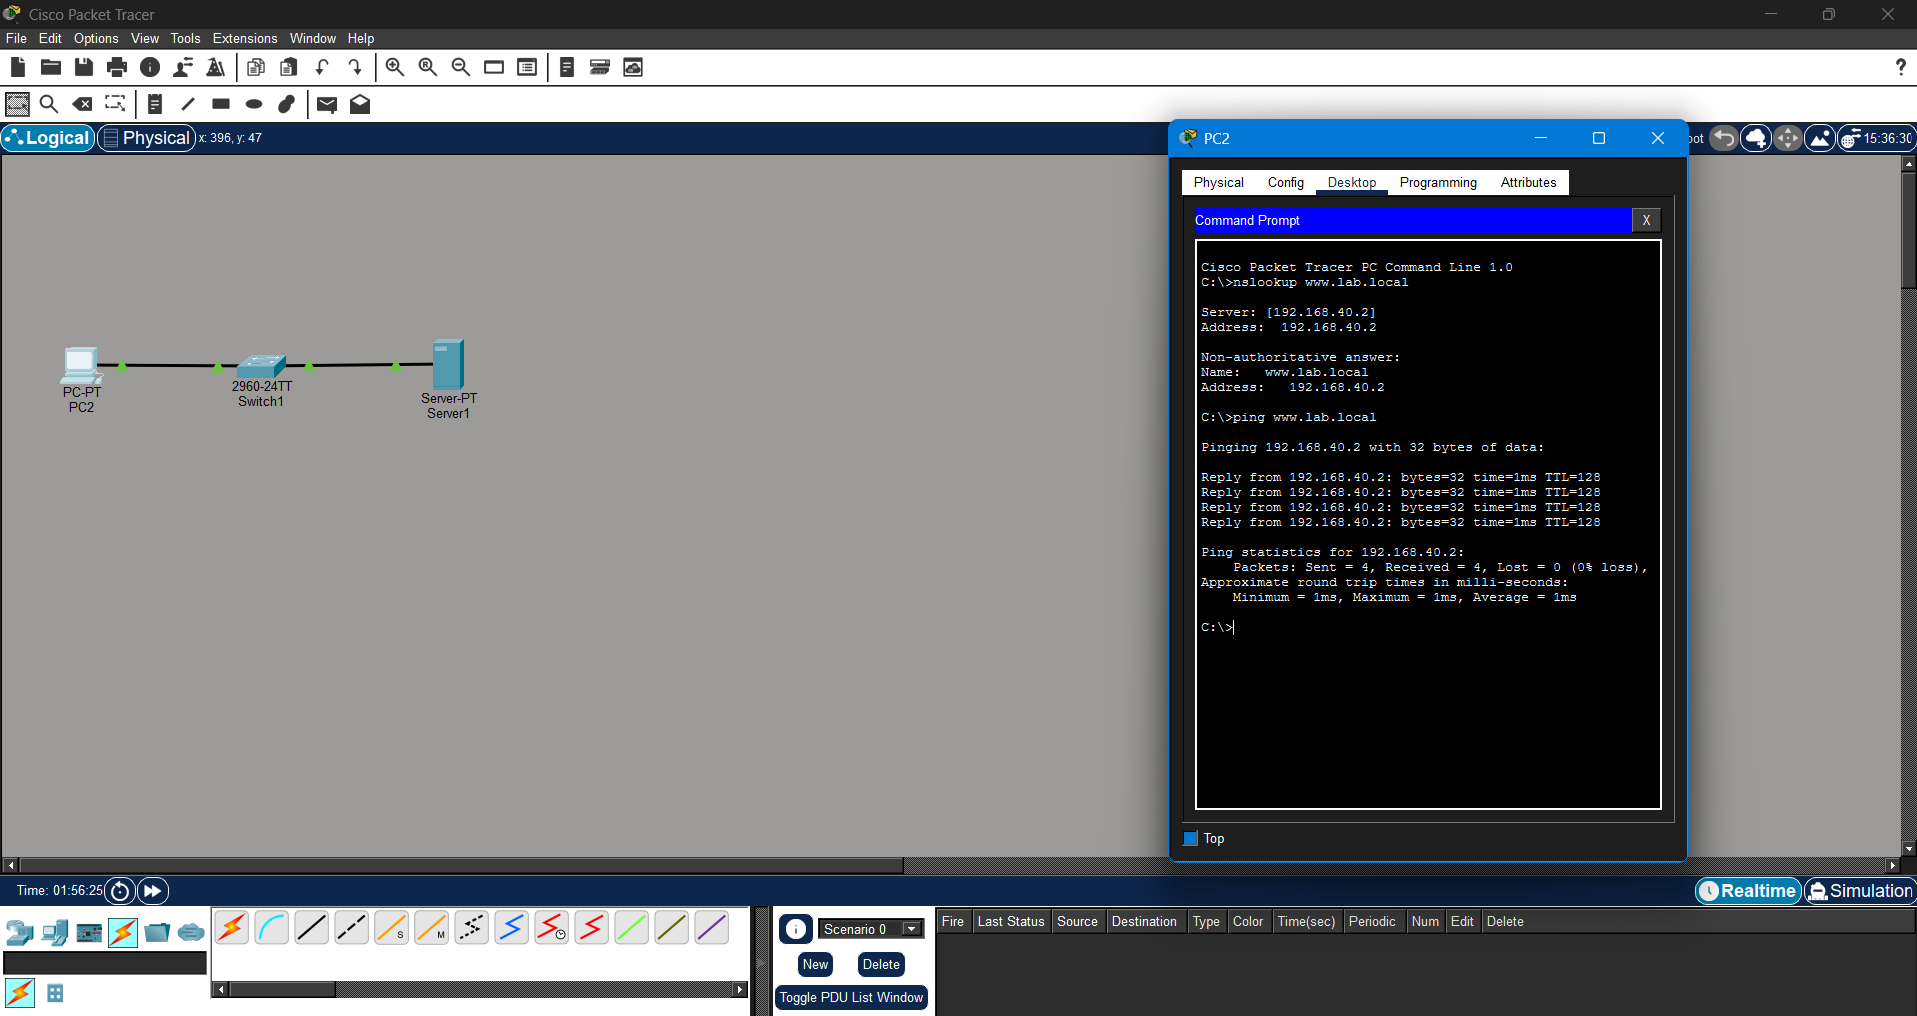 Cisco Packet Tracer
File Edit Options View Tools Extensions Window Help
?
Logical Physical x: 396, y: 47
15:36:30
PC2
Physical Config Desktop Programming Attributes
Command Prompt X
Cisco Packet Tracer PC Command Line 1.0
C:\>nslookup www.lab.local
Server: [192.168.40.2]
Address: 192.168.40.2
Non-authoritative answer:
Name: www.lab.local
Address: 192.168.40.2
C:\>ping www.lab.local
Pinging 192.168.40.2 with 32 bytes of data:
Reply from 192.168.40.2: bytes=32 time=1ms TTL=128
Reply from 192.168.40.2: bytes=32 time=1ms TTL=128
Reply from 192.168.40.2: bytes=32 time=1ms TTL=128
Reply from 192.168.40.2: bytes=32 time=1ms TTL=128
Ping statistics for 192.168.40.2:
Packets: Sent = 4, Received = 4, Lost = 0 (0% loss),
Approximate round trip times in milli-seconds:
Minimum = 1ms, Maximum = 1ms, Average = 1ms
C:\>
Top
PC-PT
PC2
2960-24TT
Switch1
Server-PT
Server1
Time: 01:56:25
Realtime Simulation
S
M
Scenario 0
New Delete
Toggle PDU List Window
Fire Last Status Source Destination Type Color Time(sec) Periodic Num Edit Delete